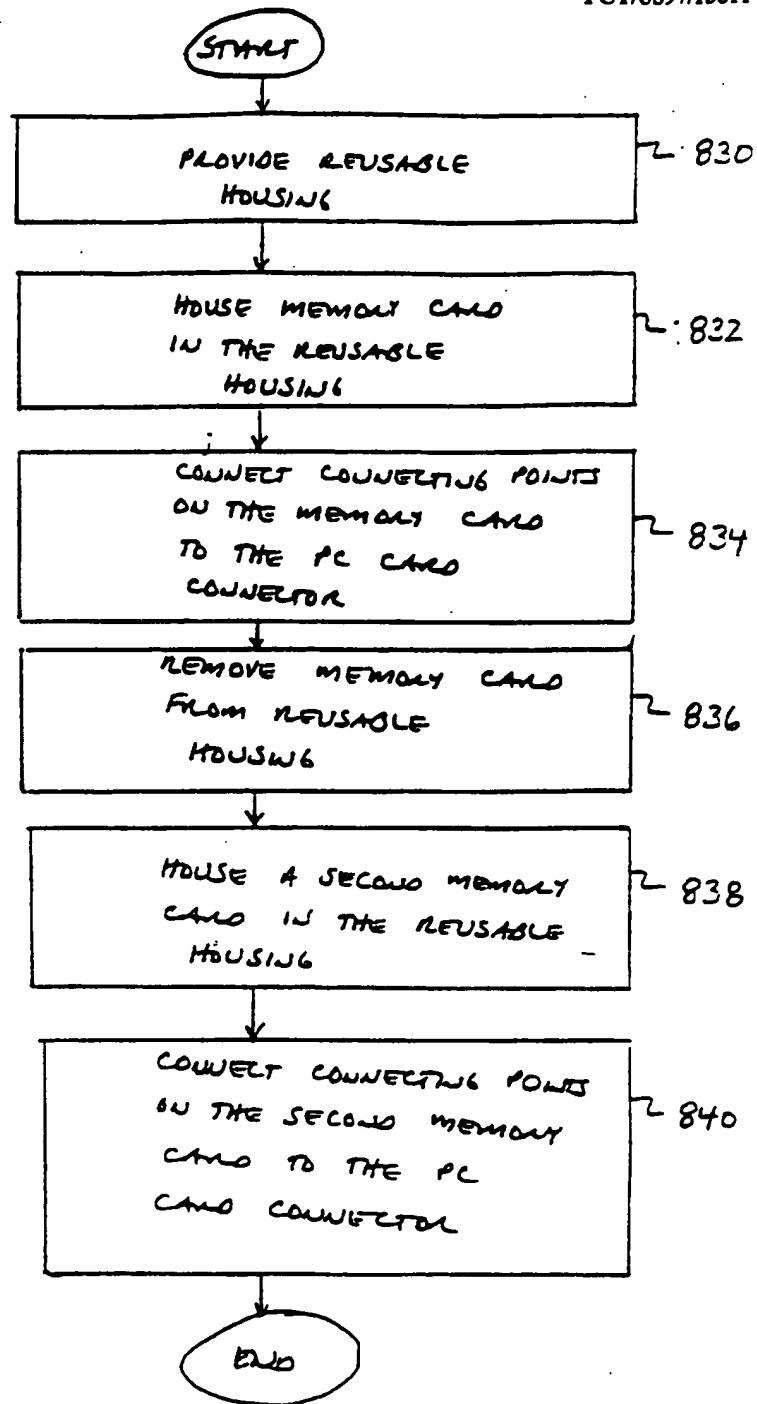 START
PROVIDE REUSABLE
HOUSING
830
HOUSE MEMORY CARD
IN THE REUSABLE
HOUSING
832
CONNECT CONNECTING POINTS
ON THE MEMORY CARD
TO THE PC CARD
CONNECTOR
834
REMOVE MEMORY CARD
FROM REUSABLE
HOUSING
836
HOUSE A SECOND MEMORY
CARD IN THE REUSABLE
HOUSING
838
CONNECT CONNECTING POINTS
ON THE SECOND MEMORY
CARD TO THE PC
CARD CONNECTOR
840
END